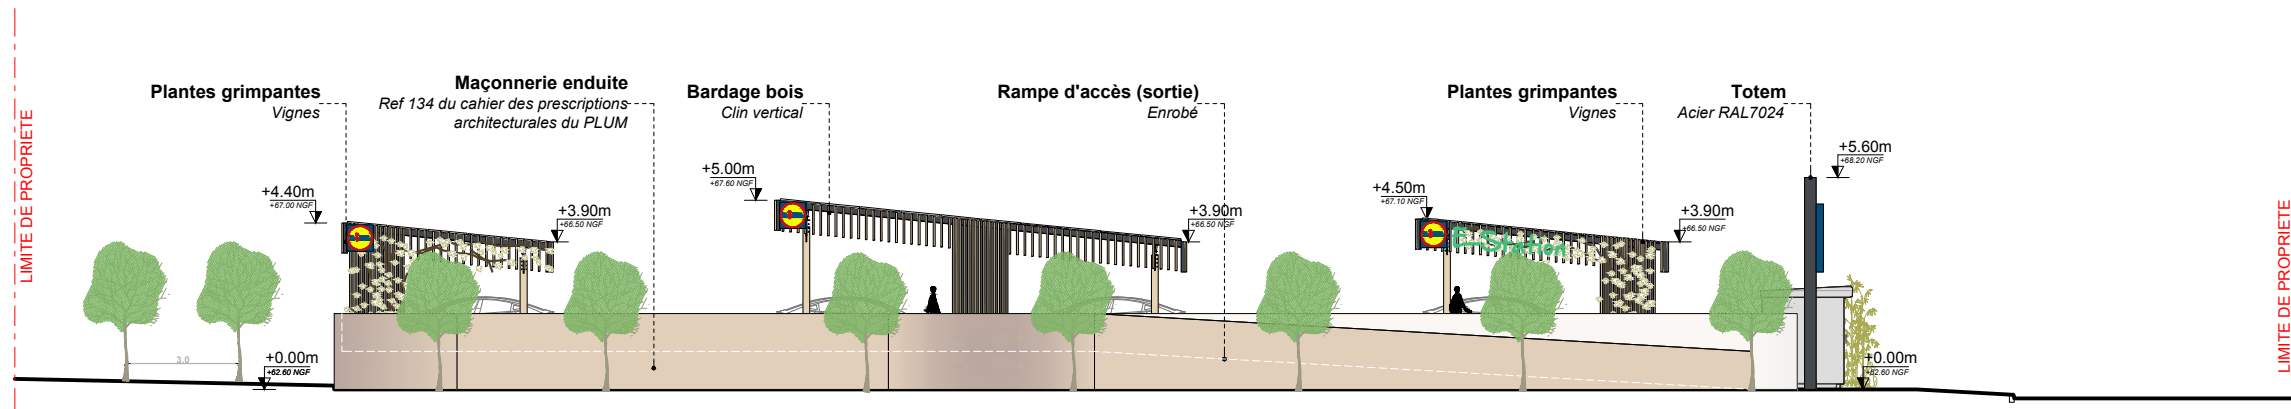 Plantes grimpantes
Vignes
Maçonnerie enduite
Ref 134 du cahier des prescriptions
architecturales du PLUM
Bardage bois
Clin vertical
Rampe d'accès (sortie)
Enrobé
Plantes grimpantes
Vignes
Totem
Acier RAL7024
LIMITE DE PROPRIETE
+4.40m
+67.00 NGF
+3.90m
+66.50 NGF
+5.00m
+67.60 NGF
+3.90m
+66.50 NGF
+4.50m
+67.10 NGF
+3.90m
+66.50 NGF
+5.60m
+68.20 NGF
E-Station
3.0
+0.00m
+62.60 NGF
+0.00m
+62.60 NGF
LIMITE DE PROPRIETE